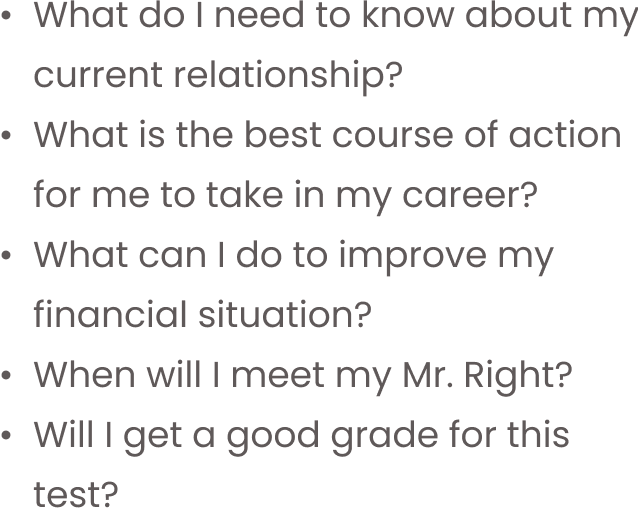 • What do I need to know about my
current relationship?
• What is the best course of action
for me to take in my career?
• What can I do to improve my
financial situation?
• When will I meet my Mr. Right?
• Will I get a good grade for this
test?